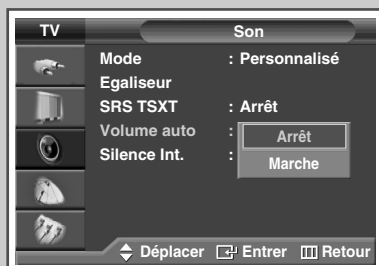 TV Son
Mode : Personnalisé
Egaliseur
SRS TSXT : Arrêt
Volume auto : Arrêt
Silence Int. : Marche
Déplacer Entrer Retour